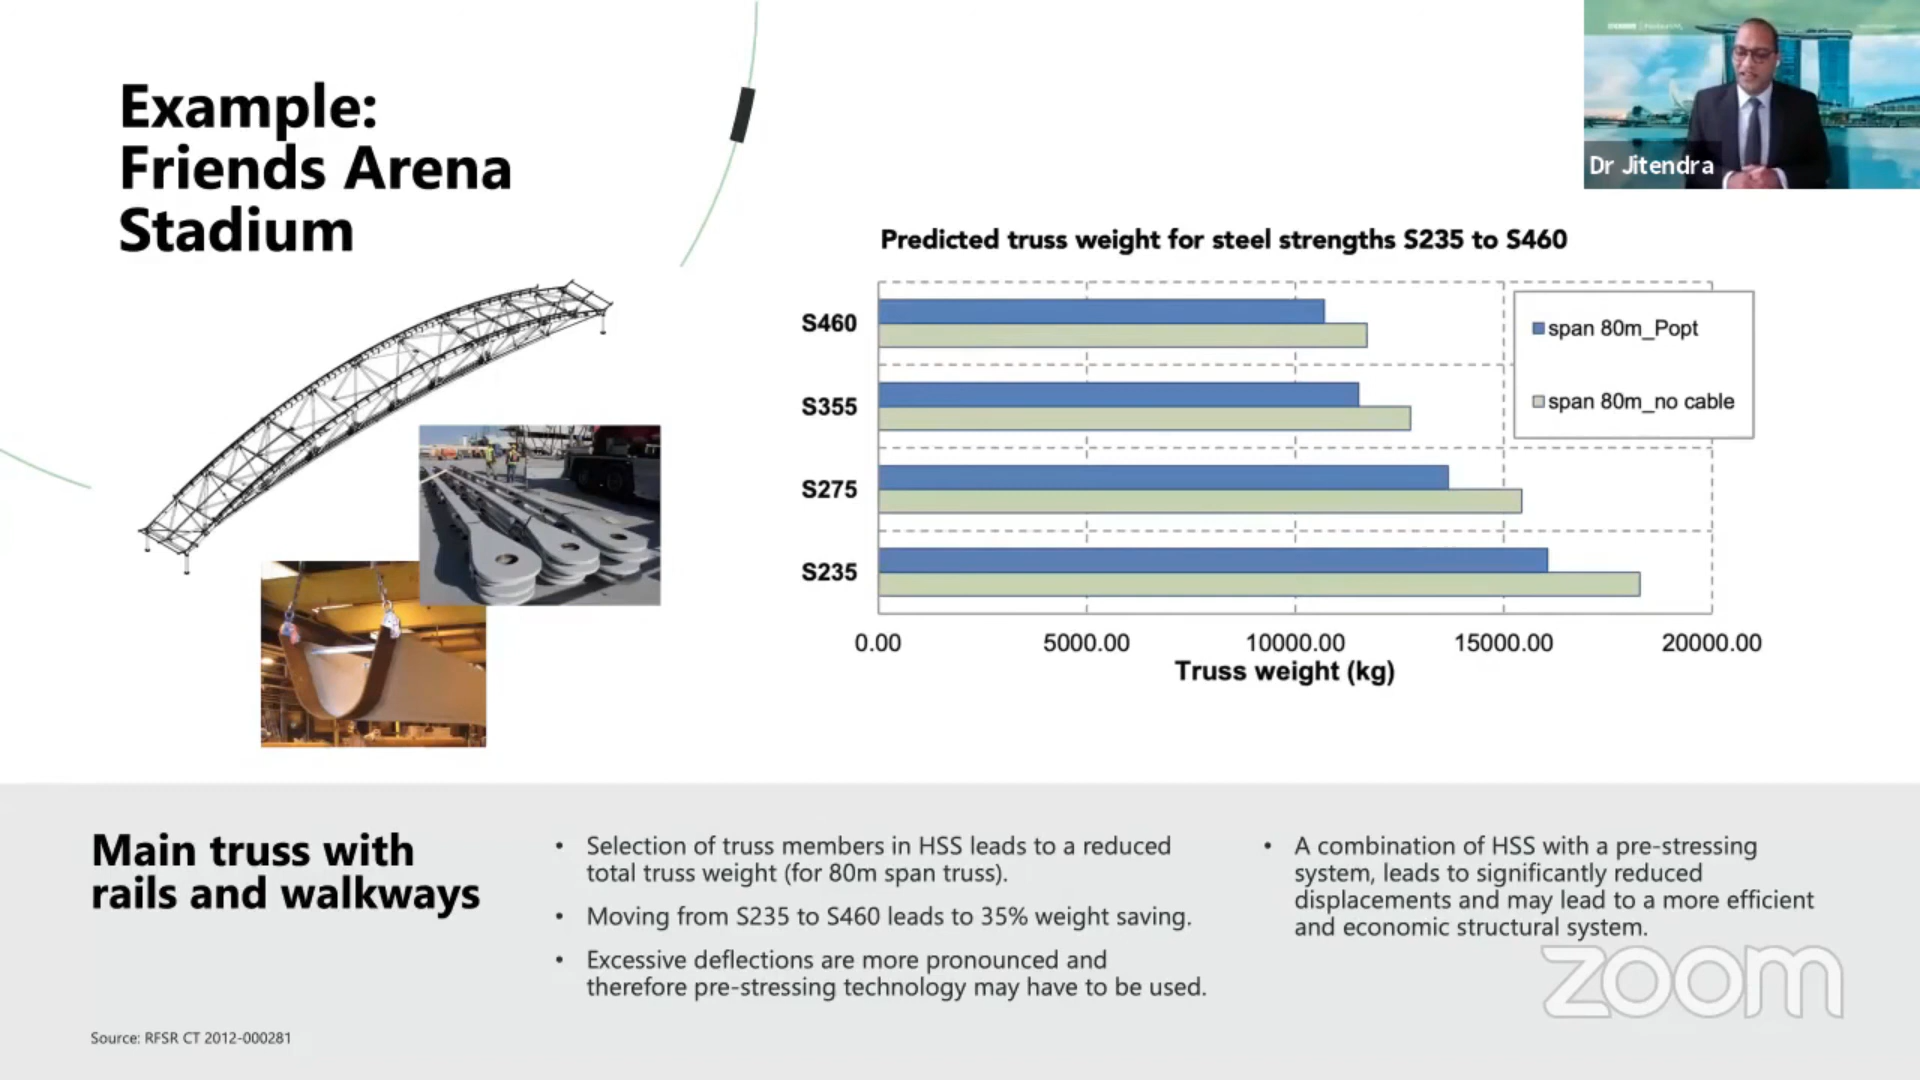 Example:
Friends Arena
Stadium
Dr Jitendra
Predicted truss weight for steel strengths S235 to S460
S460
S355
S275
S235
span 80m_Popt
span 80m_no cable
0.00 5000.00 10000.00 15000.00 20000.00
Truss weight (kg)
Main truss with
rails and walkways
• Selection of truss members in HSS leads to a reduced
total truss weight (for 80m span truss).
• Moving from S235 to S460 leads to 35% weight saving.
• Excessive deflections are more pronounced and
therefore pre-stressing technology may have to be used.
• A combination of HSS with a pre-stressing
system, leads to significantly reduced
displacements and may lead to a more efficient
and economic structural system.
zoom
Source: RFSR CT 2012-000281